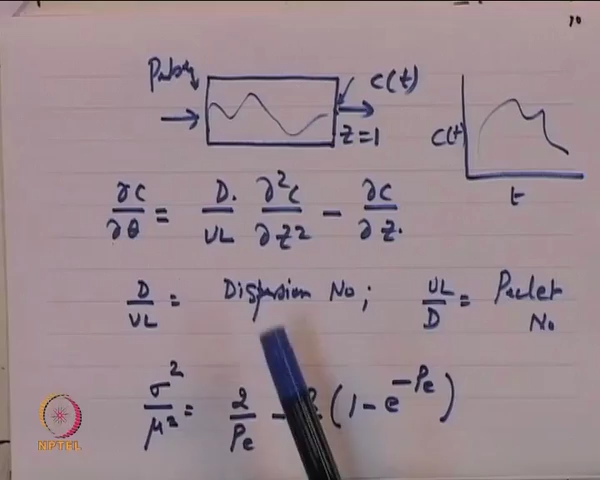 10
Pulse
C(t)
Z = 1
C(t)
t
∂C/∂θ = D/UL ∂²C/∂Z² - ∂C/∂Z.
D/UL = Dispersion No; UL/D = Peclet No
σ²/μ² = 2/Pe - (1 - e^-Pe)
NPTEL